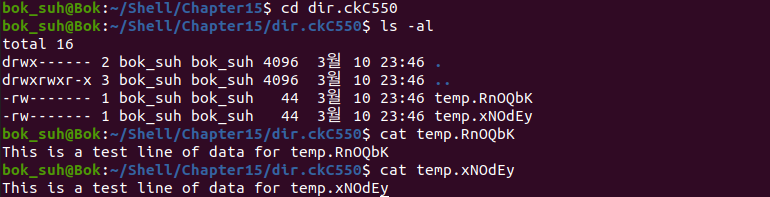 bok_suh@Bok:~/Shell/Chapter15$ cd dir.ckC550
bok_suh@Bok:~/Shell/Chapter15/dir.ckC550$ ls -al
total 16
drwx------ 2 bok_suh bok_suh 4096  3월 10 23:46 .
drwxrwxr-x 3 bok_suh bok_suh 4096  3월 10 23:46 ..
-rw------- 1 bok_suh bok_suh   44  3월 10 23:46 temp.RnOQbK
-rw------- 1 bok_suh bok_suh   44  3월 10 23:46 temp.xNOdEy
bok_suh@Bok:~/Shell/Chapter15/dir.ckC550$ cat temp.RnOQbK
This is a test line of data for temp.RnOQbK
bok_suh@Bok:~/Shell/Chapter15/dir.ckC550$ cat temp.xNOdEy
This is a test line of data for temp.xNOdEy